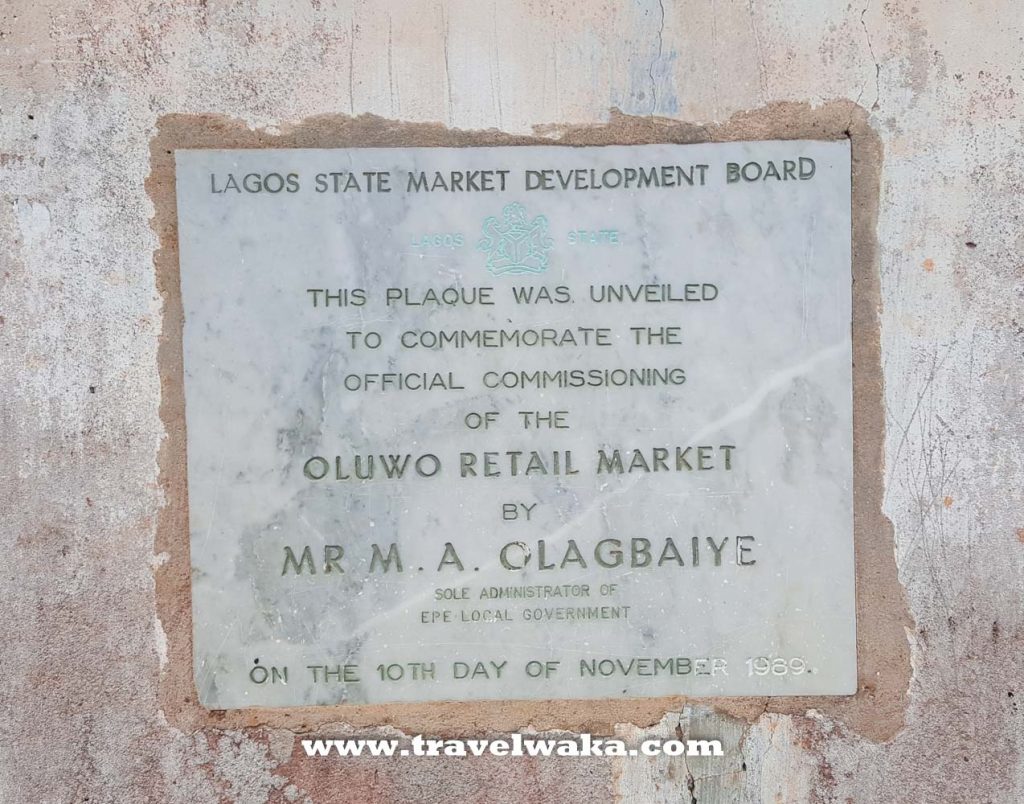 LAGOS STATE MARKET DEVELOPMENT BOARD
LAGOS STATE
THIS PLAQUE WAS UNVEILED
TO COMMEMORATE THE
OFFICIAL COMMISSIONING
OF THE
OLUWO RETAIL MARKET
BY
MR M. A. OLAGBAIYE
SOLE ADMINISTRATOR OF
EPE LOCAL GOVERNMENT
ON THE 10TH DAY OF NOVEMBER 1989.
www.travelwaka.com